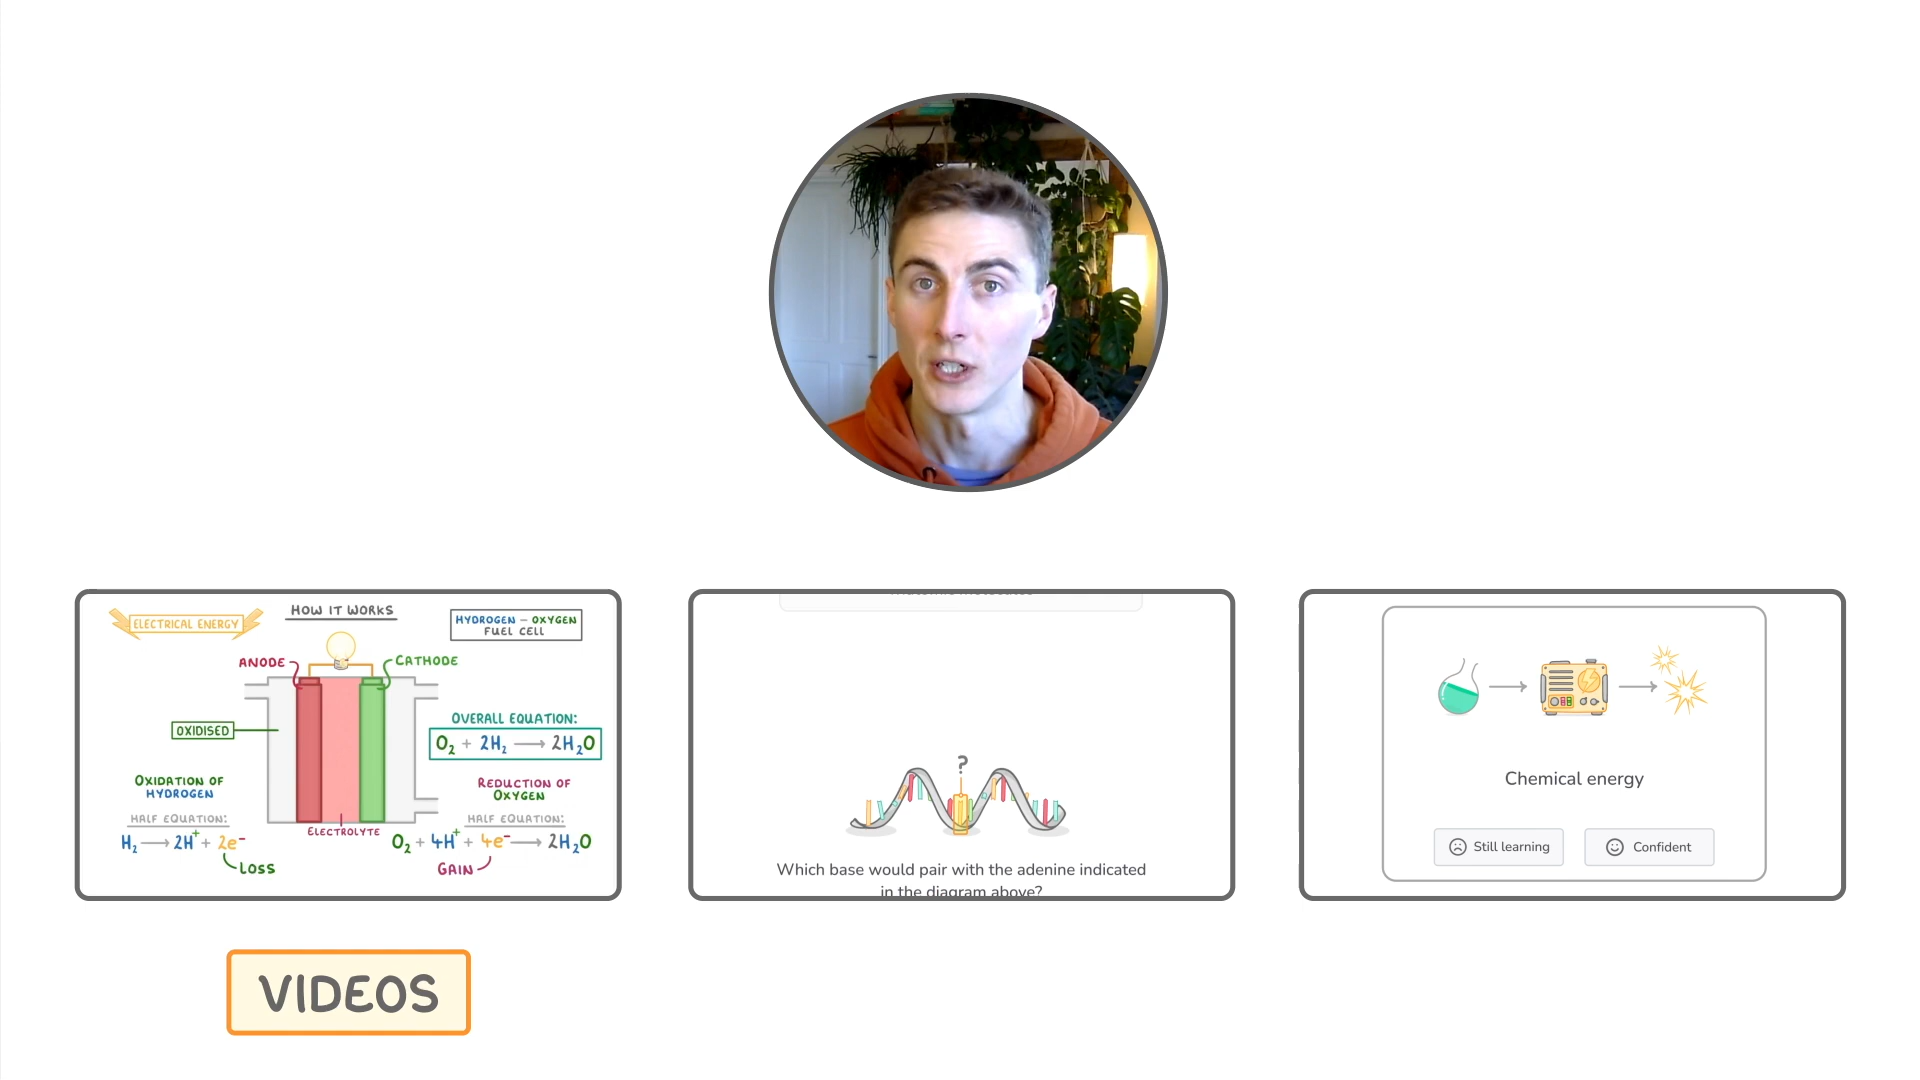 ELECTRICAL ENERGY
HOW IT WORKS
HYDROGEN – OXYGEN
FUEL CELL
ANODE
CATHODE
OXIDISED
OVERALL EQUATION:
O₂ + 2H₂ ⟶ 2H₂O
OXIDATION OF
HYDROGEN
REDUCTION OF
OXYGEN
HALF EQUATION:
H₂ ⟶ 2H⁺ + 2e⁻
LOSS
ELECTROLYTE
HALF EQUATION:
O₂ + 4H⁺ + 4e⁻ ⟶ 2H₂O
GAIN
?
Which base would pair with the adenine indicated
in the diagram above?
Chemical energy
Still learning
Confident
VIDEOS